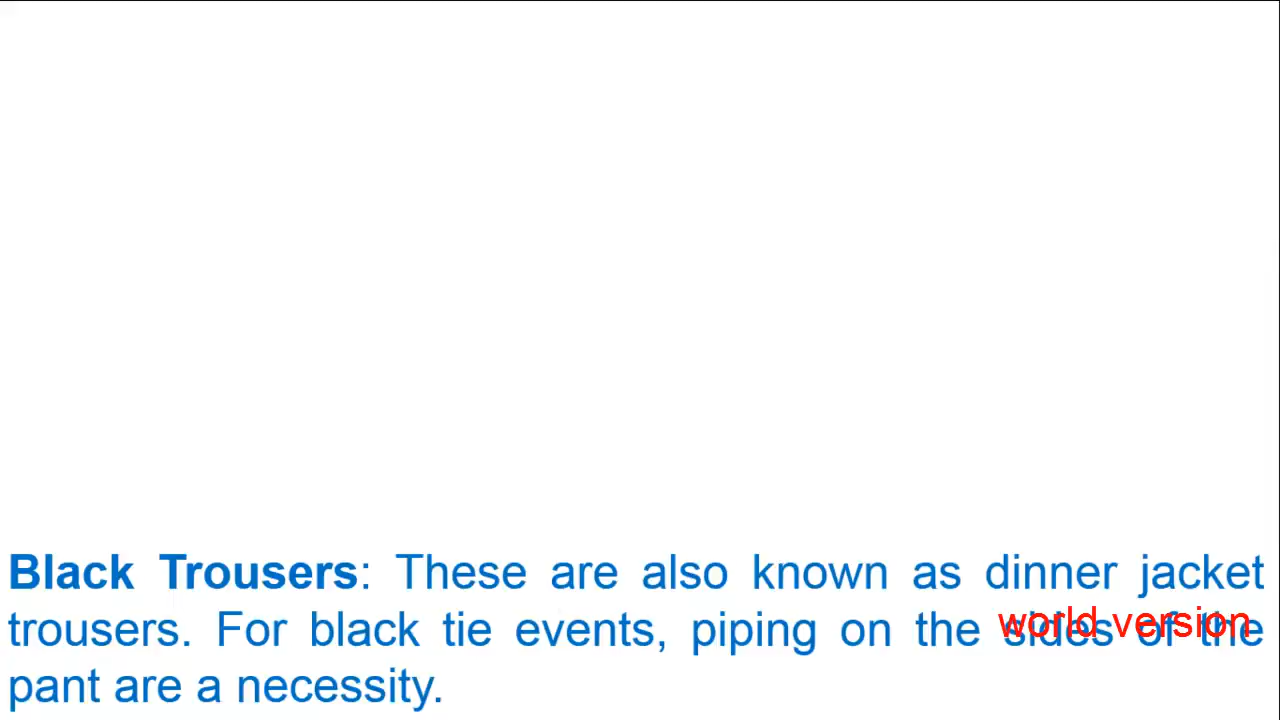 Black Trousers: These are also known as dinner jacket
trousers. For black tie events, piping on the sides of the
pant are a necessity.
world version